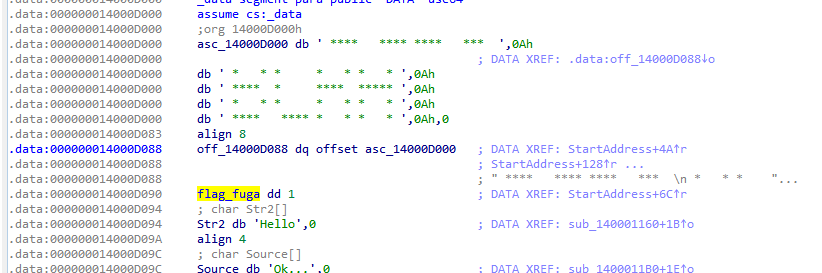 _data segment para public 'DATA' use64
.data:000000014000D000 assume cs:_data
.data:000000014000D000 ;org 14000D000h
.data:000000014000D000 asc_14000D000 db ' ****   **** ****   ***  ',0Ah
.data:000000014000D000 ; DATA XREF: .data:off_14000D088↓o
.data:000000014000D000 db ' *   * *     *   * *   * ',0Ah
.data:000000014000D000 db ' ****  *     ****  ***** ',0Ah
.data:000000014000D000 db ' *   * *     *   * *   * ',0Ah
.data:000000014000D000 db ' ****   **** *   * *   * ',0Ah,0
.data:000000014000D083 align 8
.data:000000014000D088 off_14000D088 dq offset asc_14000D000 ; DATA XREF: StartAddress+4A↑r
.data:000000014000D088 ; StartAddress+128↑r ...
.data:000000014000D088 ; " ****   **** ****   ***  \n *   * *    "...
.data:000000014000D090 flag_fuga dd 1 ; DATA XREF: StartAddress+6C↑r
.data:000000014000D094 ; char Str2[]
.data:000000014000D094 Str2 db 'Hello',0 ; DATA XREF: sub_140001160+1B↑o
.data:000000014000D09A align 4
.data:000000014000D09C ; char Source[]
.data:000000014000D09C Source db 'Ok...',0 ; DATA XREF: sub_1400011B0+1E↑o